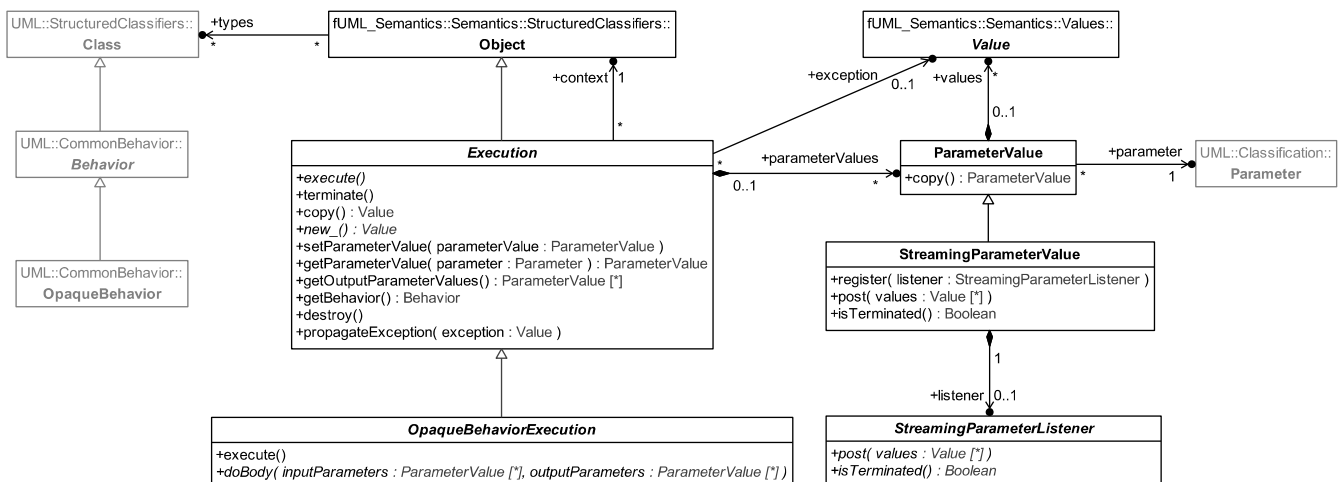 UML::StructuredClassifiers::
Class
+types
*
*
fUML_Semantics::Semantics::StructuredClassifiers::
Object
fUML_Semantics::Semantics::Values::
Value
+context
1
*
+exception
0..1
*
+values
*
0..1
UML::CommonBehavior::
Behavior
UML::CommonBehavior::
OpaqueBehavior
Execution
+execute()
+terminate()
+copy() : Value
+new_() : Value
+setParameterValue( parameterValue : ParameterValue )
+getParameterValue( parameter : Parameter ) : ParameterValue
+getOutputParameterValues() : ParameterValue [*]
+getBehavior() : Behavior
+destroy()
+propagateException( exception : Value )
+parameterValues
0..1
*
ParameterValue
+copy() : ParameterValue
+parameter
*
1
UML::Classification::
Parameter
StreamingParameterValue
+register( listener : StreamingParameterListener )
+post( values : Value [*] )
+isTerminated() : Boolean
1
+listener
0..1
OpaqueBehaviorExecution
+execute()
+doBody( inputParameters : ParameterValue [*], outputParameters : ParameterValue [*] )
StreamingParameterListener
+post( values : Value [*] )
+isTerminated() : Boolean